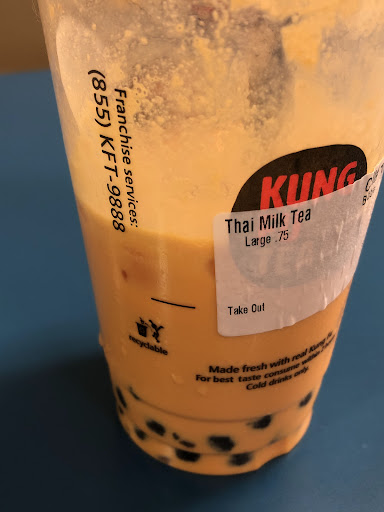 Franchise services:
(855) KFT-9888
KUNG
Thai Milk Tea
Large .75
Take Out
recyclable
Made fresh with real Kung
For best taste consume within
Cold drinks only.